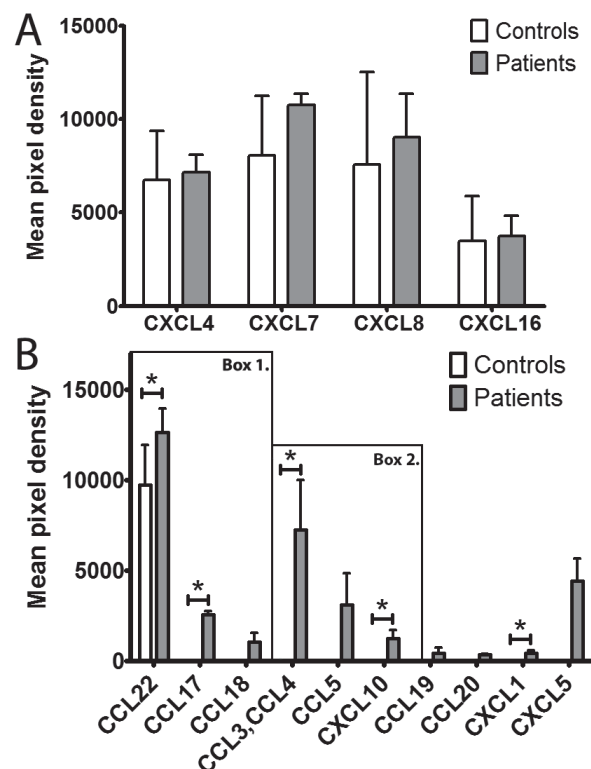 A
15000
10000
5000
0
Mean pixel density
Controls
Patients
CXCL4 CXCL7 CXCL8 CXCL16
B
15000
10000
5000
0
Mean pixel density
Controls
Patients
Box 1.
Box 2.
*
*
*
*
*
CCL22
CCL17
CCL18
CCL3, CCL4
CCL5
CXCL10
CCL19
CCL20
CXCL1
CXCL5